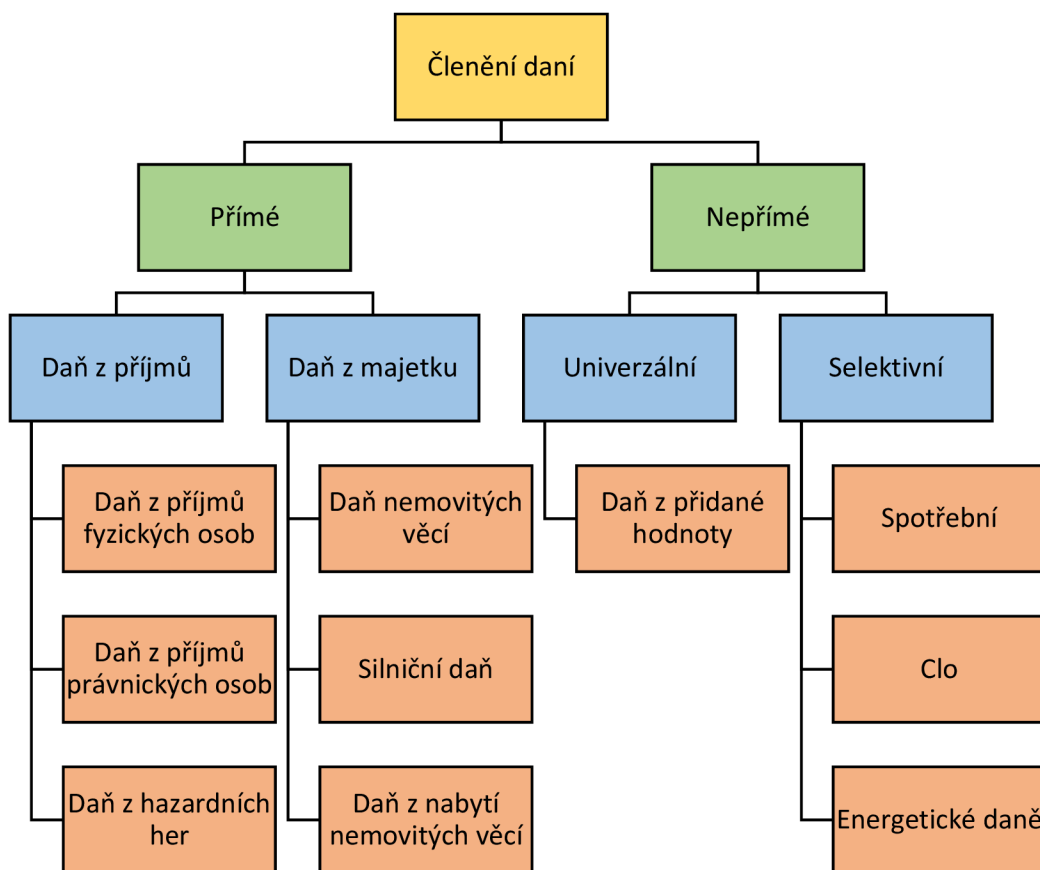 Členění daní
Přímé
Nepřímé
Daň z příjmů
Daň z majetku
Univerzální
Selektivní
Daň z příjmů
fyzických osob
Daň nemovitých
věcí
Daň z přidané
hodnoty
Spotřební
Daň z příjmů
právnických osob
Silniční daň
Clo
Daň z hazardních
her
Daň z nabytí
nemovitých věcí
Energetické daně